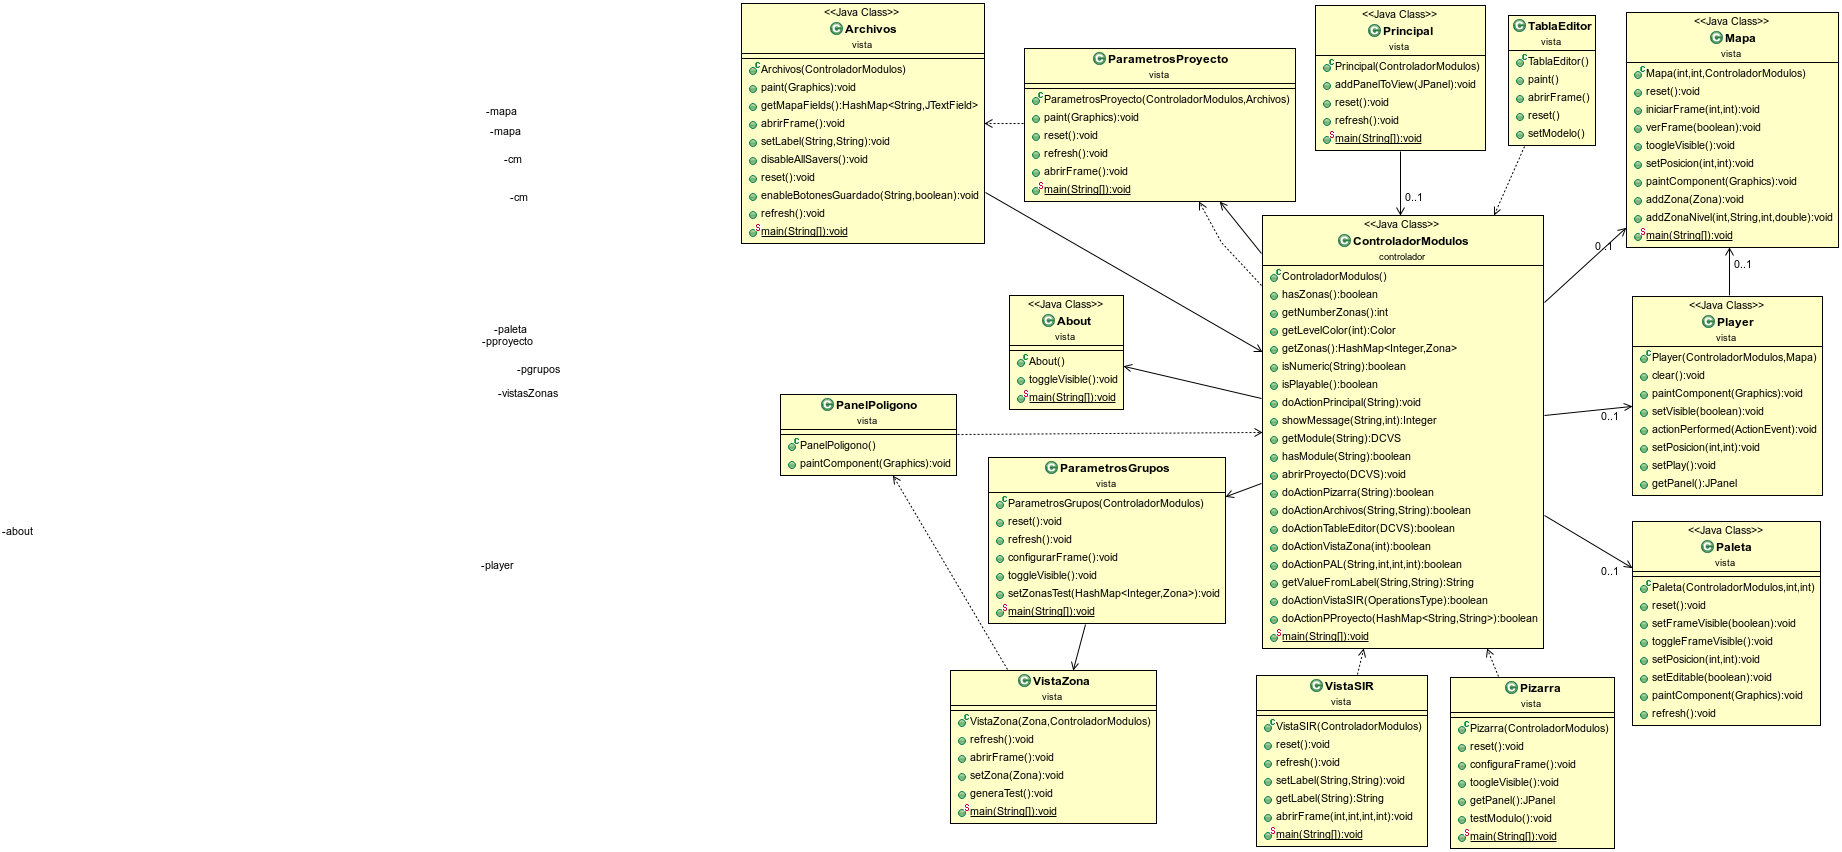 -mapa
-mapa
-cm
-cm
-paleta
-pproyecto
-pgrupos
-vistasZonas
-about
-player
<<Java Class>>
Archivos
vista
Archivos(ControladorModulos)
paint(Graphics):void
getMapaFields():HashMap<String,JTextField>
abrirFrame():void
setLabel(String,String):void
disableAllSavers():void
reset():void
enableBotonesGuardado(String,boolean):void
refresh():void
main(String[]):void
ParametrosProyecto
vista
ParametrosProyecto(ControladorModulos,Archivos)
paint(Graphics):void
reset():void
refresh():void
abrirFrame():void
main(String[]):void
<<Java Class>>
Principal
vista
Principal(ControladorModulos)
addPanelToView(JPanel):void
reset():void
refresh():void
main(String[]):void
0..1
TablaEditor
vista
TablaEditor()
paint()
abrirFrame()
reset()
setModelo()
<<Java Class>>
Mapa
vista
Mapa(int,int,ControladorModulos)
reset():void
iniciarFrame(int,int):void
verFrame(boolean):void
toogleVisible():void
setPosicion(int,int):void
paintComponent(Graphics):void
addZona(Zona):void
addZonaNivel(int,String,int,double):void
main(String[]):void
0..1
0..1
<<Java Class>>
ControladorModulos
controlador
ControladorModulos()
hasZonas():boolean
getNumberZonas():int
getLevelColor(int):Color
getZonas():HashMap<Integer,Zona>
isNumeric(String):boolean
isPlayable():boolean
doActionPrincipal(String):void
showMessage(String,int):Integer
getModule(String):DCVS
hasModule(String):boolean
abrirProyecto(DCVS):void
doActionPizarra(String):boolean
doActionArchivos(String,String):boolean
doActionTableEditor(DCVS):boolean
doActionVistaZona(int):boolean
doActionPAL(String,int,int,int):boolean
getValueFromLabel(String,String):String
doActionVistaSIR(OperationsType):boolean
doActionPProyecto(HashMap<String,String>):boolean
main(String[]):void
<<Java Class>>
About
vista
About()
toggleVisible():void
main(String[]):void
<<Java Class>>
Player
vista
Player(ControladorModulos,Mapa)
clear():void
paintComponent(Graphics):void
setVisible(boolean):void
actionPerformed(ActionEvent):void
setPosicion(int,int):void
setPlay():void
getPanel():JPanel
0..1
PanelPoligono
vista
PanelPoligono()
paintComponent(Graphics):void
ParametrosGrupos
vista
ParametrosGrupos(ControladorModulos)
reset():void
refresh():void
configurarFrame():void
toggleVisible():void
setZonasTest(HashMap<Integer,Zona>):void
main(String[]):void
<<Java Class>>
Paleta
vista
Paleta(ControladorModulos,int,int)
reset():void
setFrameVisible(boolean):void
toggleFrameVisible():void
setPosicion(int,int):void
setEditable(boolean):void
paintComponent(Graphics):void
refresh():void
0..1
VistaZona
vista
VistaZona(Zona,ControladorModulos)
refresh():void
abrirFrame():void
setZona(Zona):void
generaTest():void
main(String[]):void
VistaSIR
vista
VistaSIR(ControladorModulos)
reset():void
refresh():void
setLabel(String,String):void
getLabel(String):String
abrirFrame(int,int,int,int):void
main(String[]):void
Pizarra
vista
Pizarra(ControladorModulos)
reset():void
configuraFrame():void
toogleVisible():void
getPanel():JPanel
testModulo():void
main(String[]):void